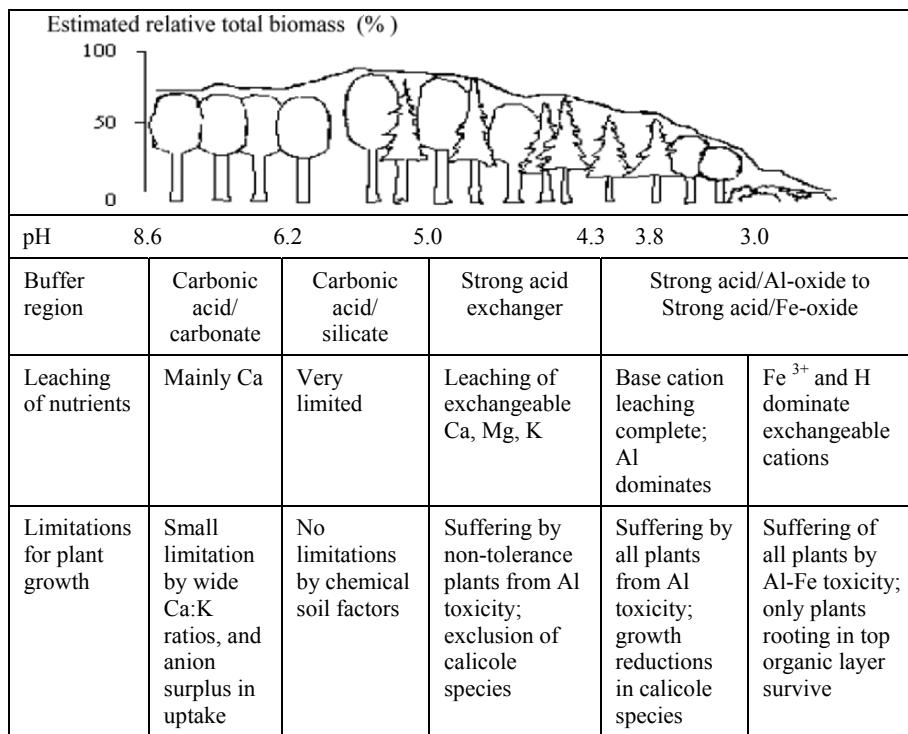 Estimated relative total biomass (%)
100
50
0
pH 8.6 6.2 5.0 4.3 3.8 3.0
Buffer region
Carbonic acid/ carbonate
Carbonic acid/ silicate
Strong acid exchanger
Strong acid/Al-oxide to
Strong acid/Fe-oxide
Leaching of nutrients
Mainly Ca
Very limited
Leaching of
exchangeable
Ca, Mg, K
Base cation
leaching
complete;
Al
dominates
Fe 3+ and H
dominate
exchangeable
cations
Limitations
for plant
growth
Small
limitation
by wide
Ca:K
ratios, and
anion
surplus in
uptake
No
limitations
by chemical
soil factors
Suffering by
non-tolerance
plants from Al
toxicity;
exclusion of
calicole
species
Suffering by
all plants
from Al
toxicity;
growth
reductions
in calicole
species
Suffering of
all plants by
Al-Fe toxicity;
only plants
rooting in top
organic layer
survive